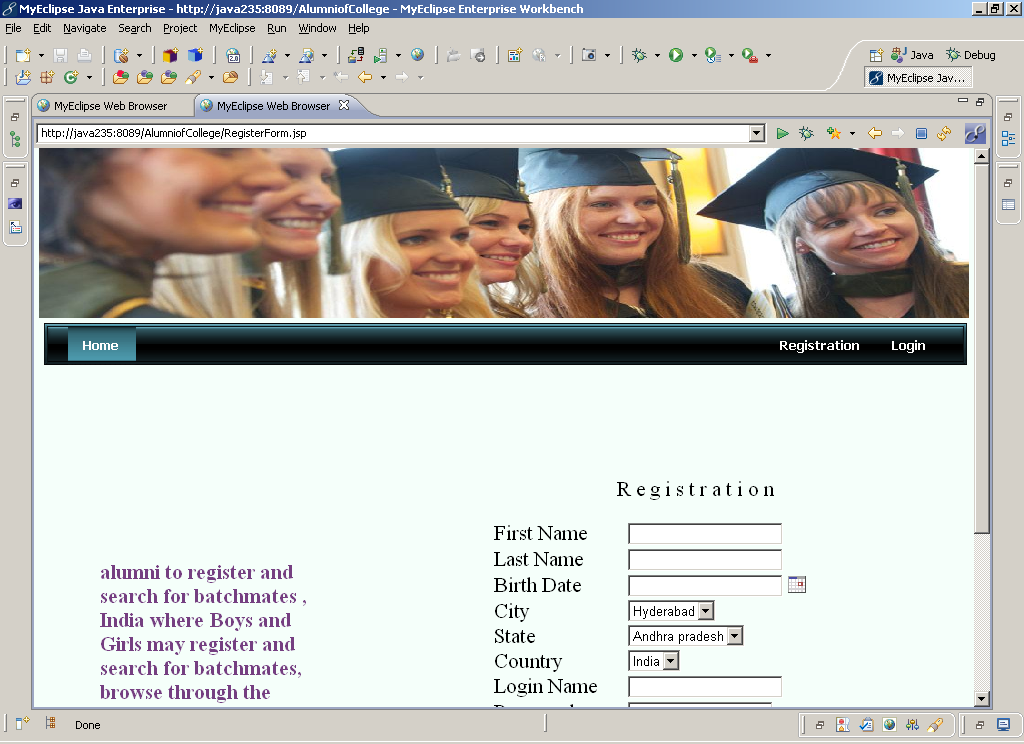 MyEclipse Java Enterprise - http://java235:8089/AlumniofCollege/ - MyEclipse Enterprise Workbench
File Edit Navigate Search Project MyEclipse Run Window Help
2.0
Java Debug
MyEclipse Jav...
MyEclipse Web Browser MyEclipse Web Browser
http://java235:8089/AlumniofCollege/RegisterForm.jsp
Home Registration Login
Registration
First Name
Last Name
Birth Date
City Hyderabad
State Andhra pradesh
Country India
Login Name
alumni to register and
search for batchmates ,
India where Boys and
Girls may register and
search for batchmates,
browse through the
Done